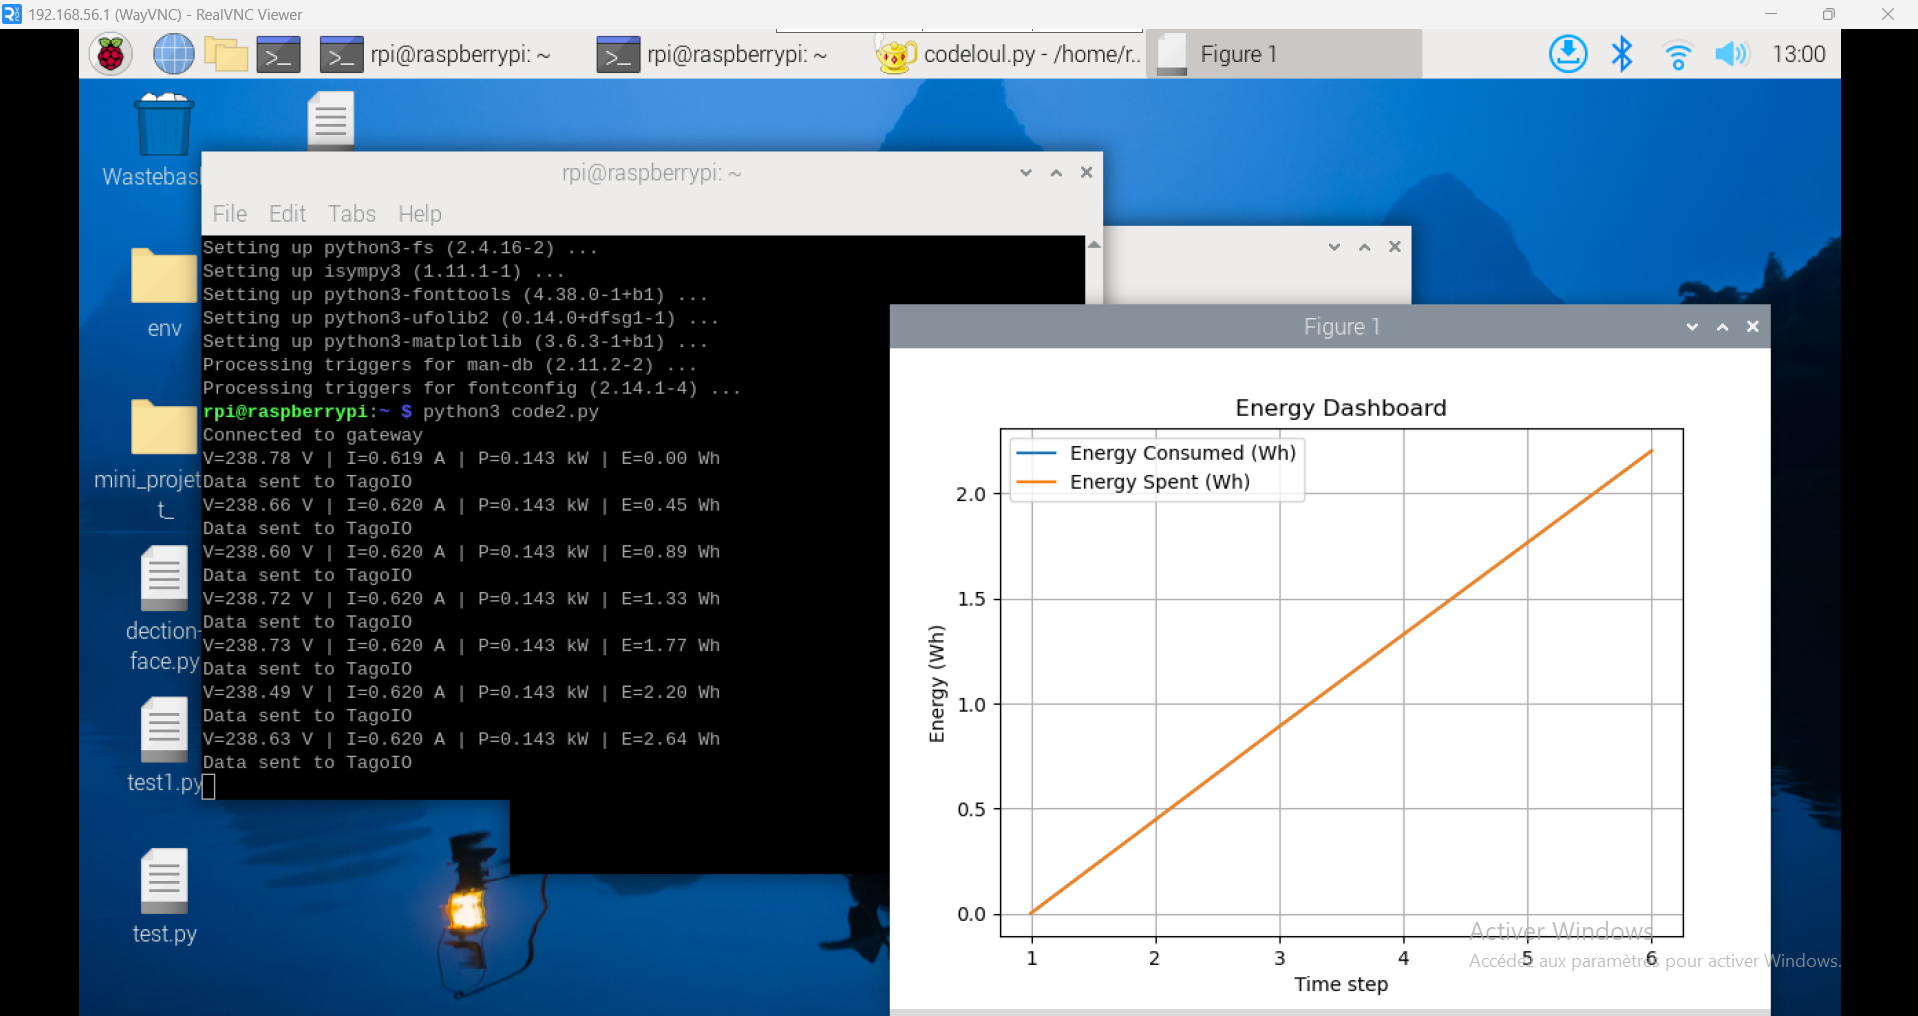 192.168.56.1 (WayVNC) - RealVNC Viewer
rpi@raspberrypi: ~
rpi@raspberrypi: ~
codeloul.py - /home/r..
Figure 1
13:00
Wastebas
env
mini_projet
t_
dection-
face.py
test1.py
test.py
rpi@raspberrypi: ~
File Edit Tabs Help
Setting up python3-fs (2.4.16-2) ...
Setting up isympy3 (1.11.1-1) ...
Setting up python3-fonttools (4.38.0-1+b1) ...
Setting up python3-ufolib2 (0.14.0+dfsg1-1) ...
Setting up python3-matplotlib (3.6.3-1+b1) ...
Processing triggers for man-db (2.11.2-2) ...
Processing triggers for fontconfig (2.14.1-4) ...
rpi@raspberrypi:~ $ python3 code2.py
Connected to gateway
V=238.78 V | I=0.619 A | P=0.143 kW | E=0.00 Wh
Data sent to TagoIO
V=238.66 V | I=0.620 A | P=0.143 kW | E=0.45 Wh
Data sent to TagoIO
V=238.60 V | I=0.620 A | P=0.143 kW | E=0.89 Wh
Data sent to TagoIO
V=238.72 V | I=0.620 A | P=0.143 kW | E=1.33 Wh
Data sent to TagoIO
V=238.73 V | I=0.620 A | P=0.143 kW | E=1.77 Wh
Data sent to TagoIO
V=238.49 V | I=0.620 A | P=0.143 kW | E=2.20 Wh
Data sent to TagoIO
V=238.63 V | I=0.620 A | P=0.143 kW | E=2.64 Wh
Data sent to TagoIO
Figure 1
Energy Dashboard
Energy Consumed (Wh)
Energy Spent (Wh)
Energy (Wh)
2.0
1.5
1.0
0.5
0.0
1 2 3 4 5 6
Time step
Activer Windows
Accédez aux paramètres pour activer Windows.